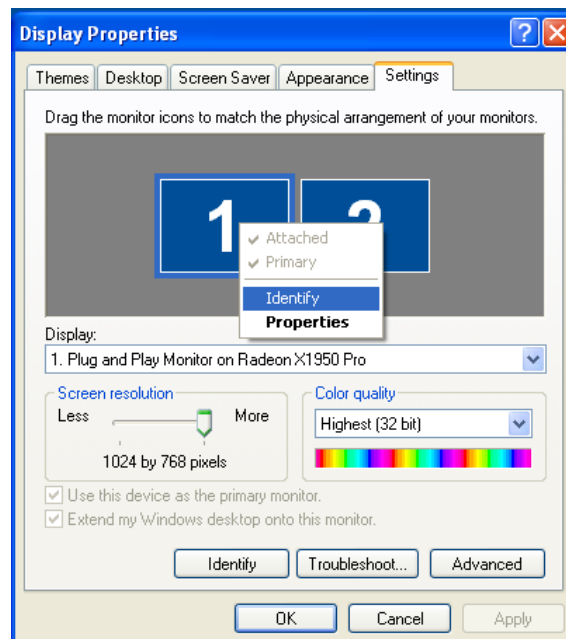 Display Properties
Themes Desktop Screen Saver Appearance Settings
Drag the monitor icons to match the physical arrangement of your monitors.
1 2
Attached
Primary
Identify
Properties
Display:
1. Plug and Play Monitor on Radeon X1950 Pro
Screen resolution
Less More
1024 by 768 pixels
Color quality
Highest (32 bit)
Use this device as the primary monitor.
Extend my Windows desktop onto this monitor.
Identify Troubleshoot... Advanced
OK Cancel Apply